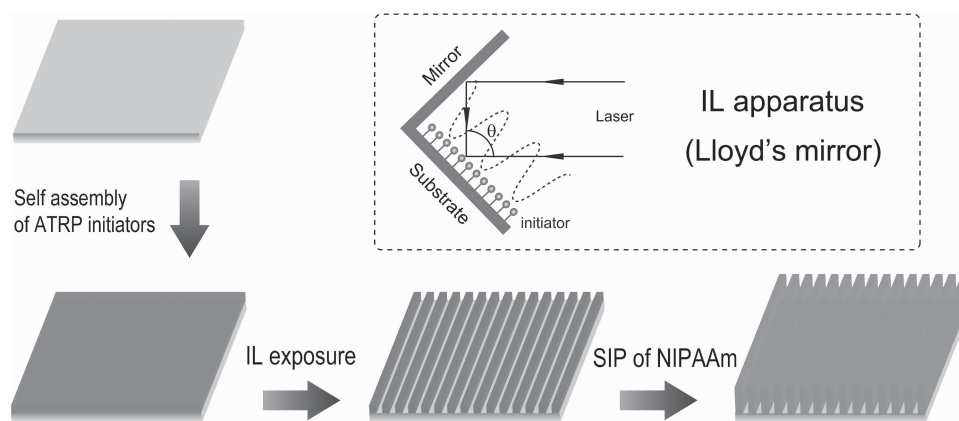 Mirror
Laser
θ
Substrate
initiator
IL apparatus
(Lloyd's mirror)
Self assembly
of ATRP initiators
IL exposure
SIP of NIPAAm